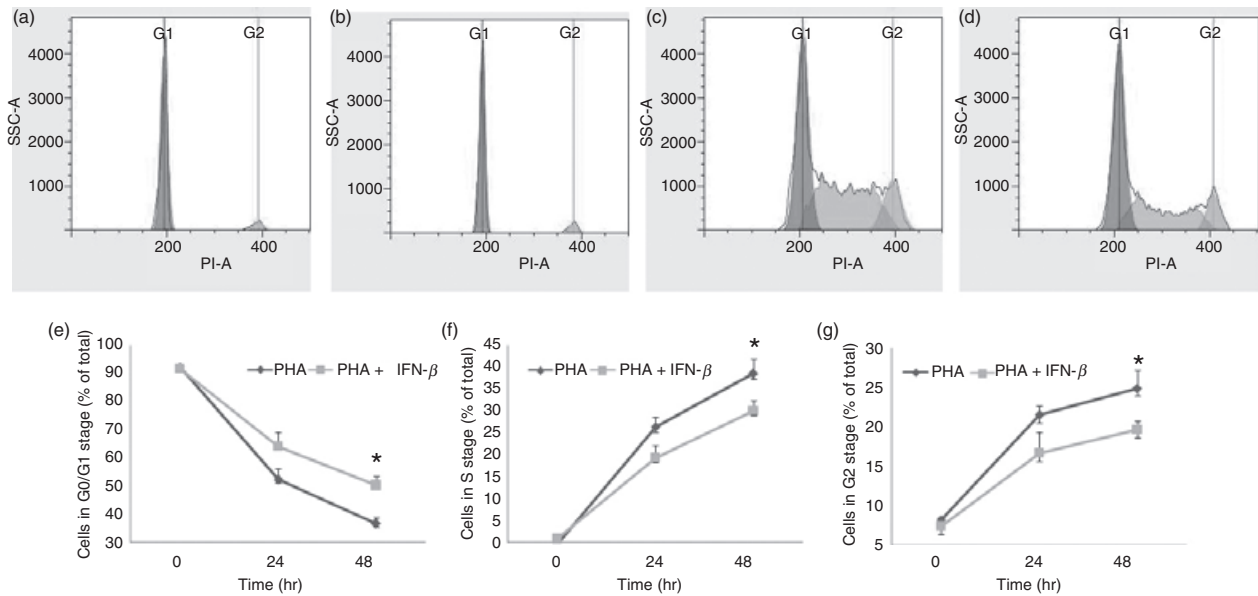 (a)
G1
G2
4000
3000
2000
1000
SSC-A
200
400
PI-A
(b)
G1
G2
4000
3000
2000
1000
SSC-A
200
400
PI-A
(c)
G1
G2
4000
3000
2000
1000
SSC-A
200
400
PI-A
(d)
G1
G2
4000
3000
2000
1000
SSC-A
200
400
PI-A
(e)
Cells in G0/G1 stage (% of total)
100
90
80
70
60
50
40
30
PHA
PHA + IFN-β
*
0
24
48
Time (hr)
(f)
Cells in S stage (% of total)
45
40
35
30
25
20
15
10
5
0
PHA
PHA + IFN-β
*
0
24
48
Time (hr)
(g)
Cells in G2 stage (% of total)
30
25
20
15
10
5
PHA
PHA + IFN-β
*
0
24
48
Time (hr)